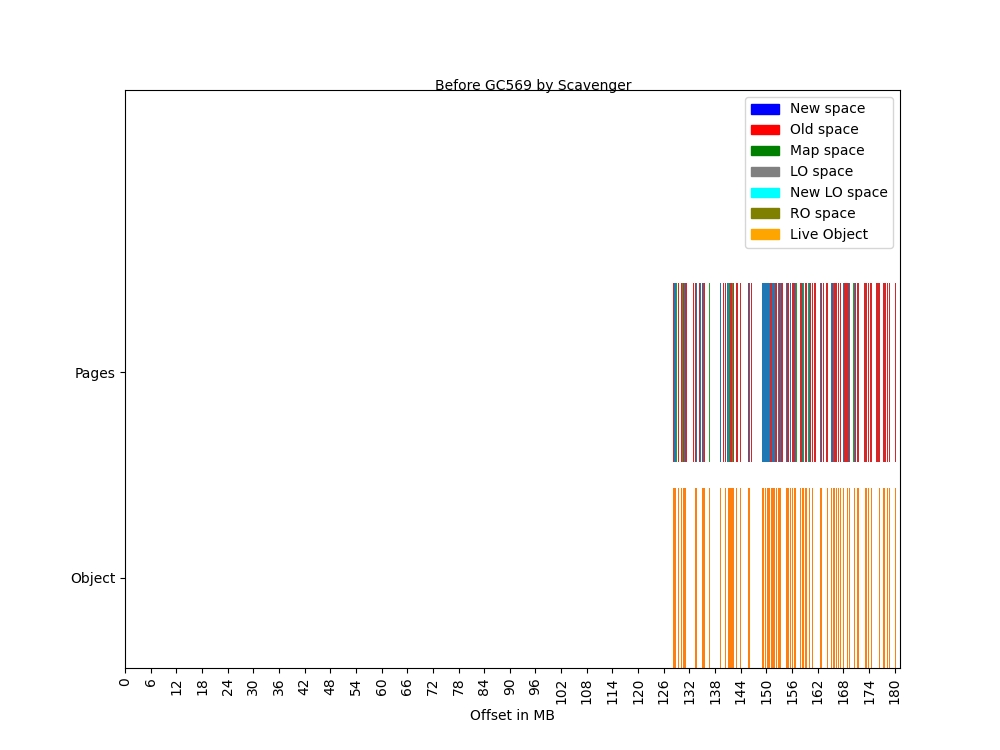 Before GC569 by Scavenger
New space
Old space
Map space
LO space
New LO space
RO space
Live Object
Pages
Object
0 6 12 18 24 30 36 42 48 54 60 66 72 78 84 90 96 102 108 114 120 126 132 138 144 150 156 162 168 174 180
Offset in MB